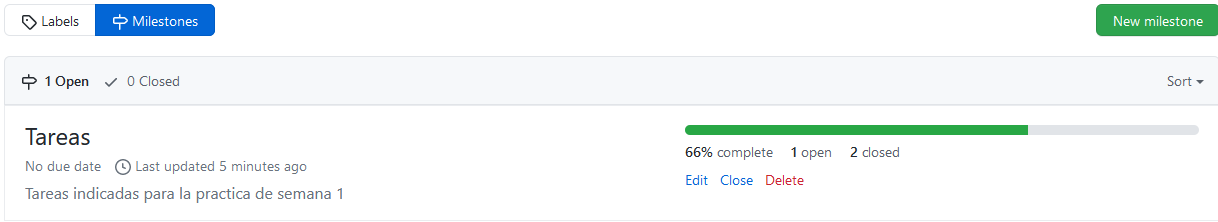 Labels Milestones New milestone
1 Open 0 Closed Sort
Tareas
No due date Last updated 5 minutes ago
Tareas indicadas para la practica de semana 1
66% complete 1 open 2 closed
Edit Close Delete